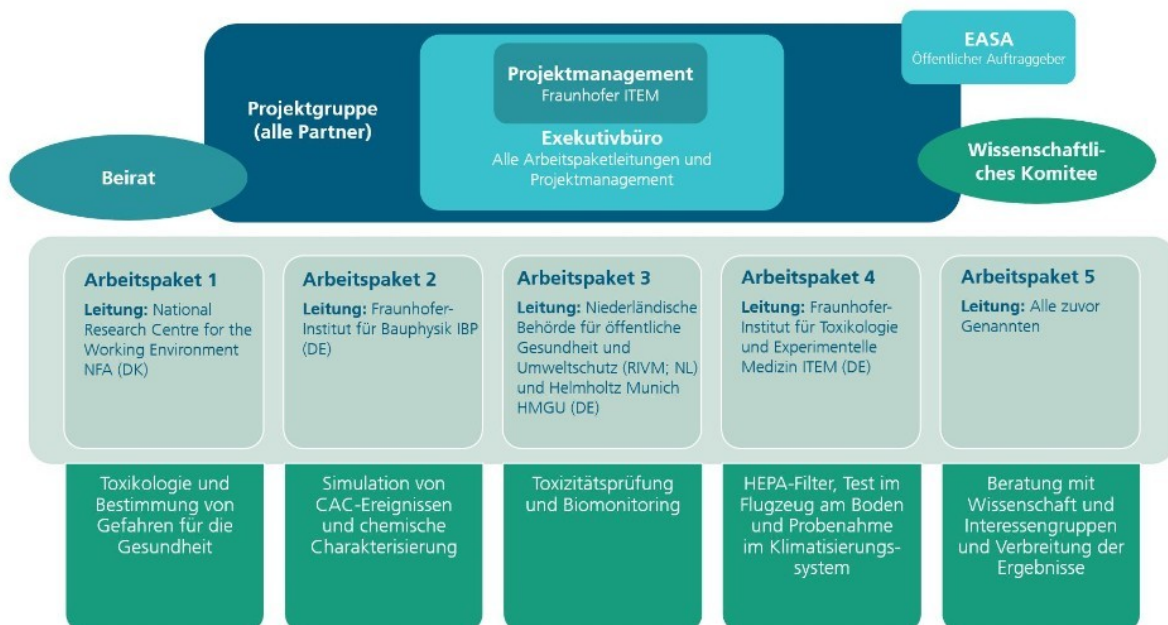 EASA
Öffentlicher Auftraggeber
Projektmanagement
Fraunhofer ITEM
Projektgruppe
(alle Partner)
Exekutivbüro
Alle Arbeitspaketleitungen und
Projektmanagement
Beirat
Wissenschaftli-
ches Komitee
Arbeitspaket 1
Leitung: National
Research Centre for the
Working Environment
NFA (DK)
Arbeitspaket 2
Leitung: Fraunhofer-
Institut für Bauphysik IBP
(DE)
Arbeitspaket 3
Leitung: Niederländische
Behörde für öffentliche
Gesundheit und
Umweltschutz (RIVM; NL)
und Helmholtz Munich
HMGU (DE)
Arbeitspaket 4
Leitung: Fraunhofer-
Institut für Toxikologie
und Experimentelle
Medizin ITEM (DE)
Arbeitspaket 5
Leitung: Alle zuvor
Genannten
Toxikologie und
Bestimmung von
Gefahren für die
Gesundheit
Simulation von
CAC-Ereignissen
und chemische
Charakterisierung
Toxizitätsprüfung
und Biomonitoring
HEPA-Filter, Test im
Flugzeug am Boden
und Probenahme
im Klimatisierungs-
system
Beratung mit
Wissenschaft und
Interessengruppen
und Verbreitung der
Ergebnisse